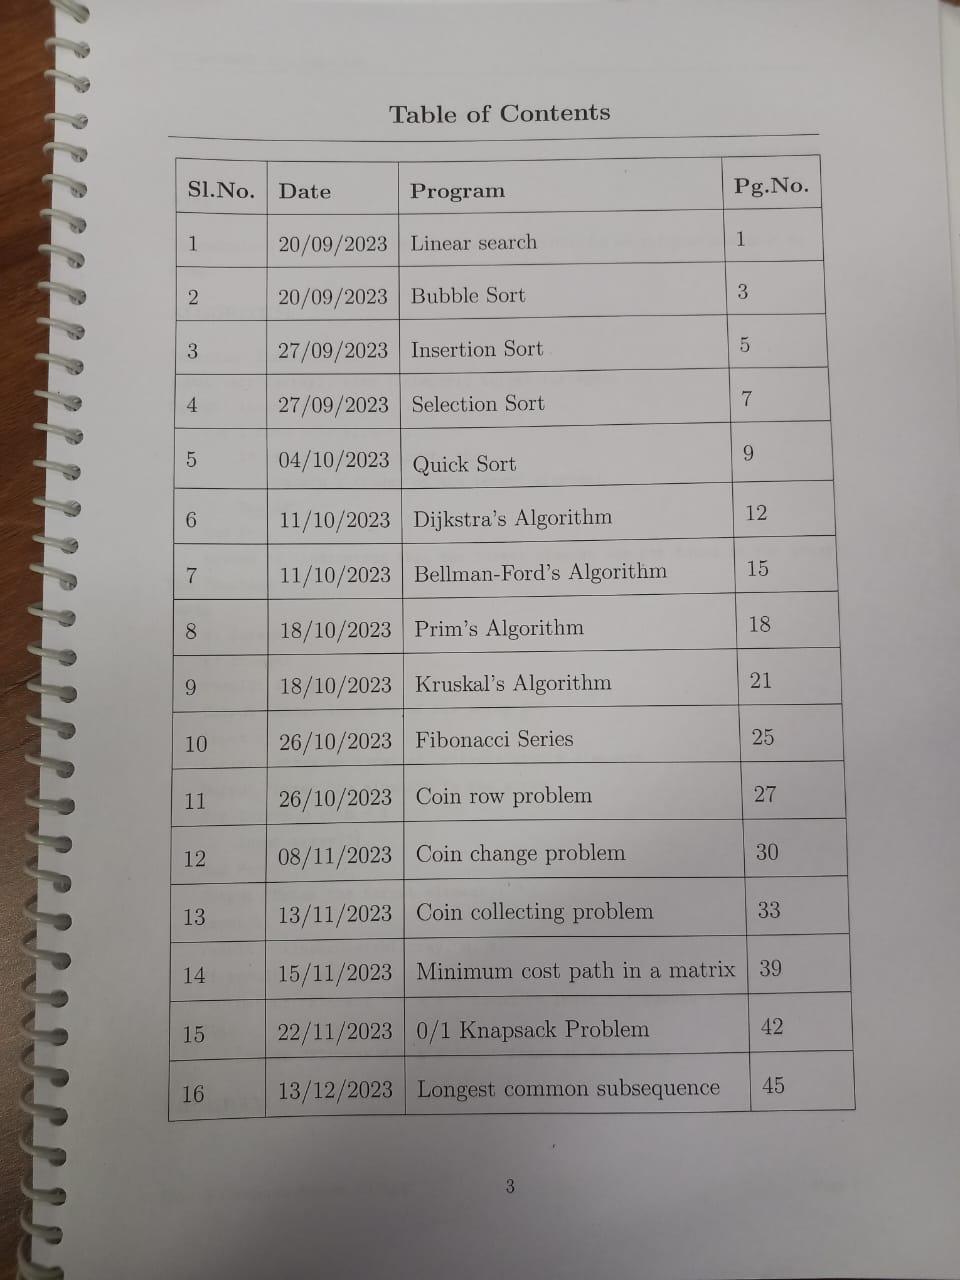 Table of Contents
Sl.No. Date Program Pg.No.
1 20/09/2023 Linear search 1
2 20/09/2023 Bubble Sort 3
3 27/09/2023 Insertion Sort 5
4 27/09/2023 Selection Sort 7
5 04/10/2023 Quick Sort 9
6 11/10/2023 Dijkstra's Algorithm 12
7 11/10/2023 Bellman-Ford's Algorithm 15
8 18/10/2023 Prim's Algorithm 18
9 18/10/2023 Kruskal's Algorithm 21
10 26/10/2023 Fibonacci Series 25
11 26/10/2023 Coin row problem 27
12 08/11/2023 Coin change problem 30
13 13/11/2023 Coin collecting problem 33
14 15/11/2023 Minimum cost path in a matrix 39
15 22/11/2023 0/1 Knapsack Problem 42
16 13/12/2023 Longest common subsequence 45
3